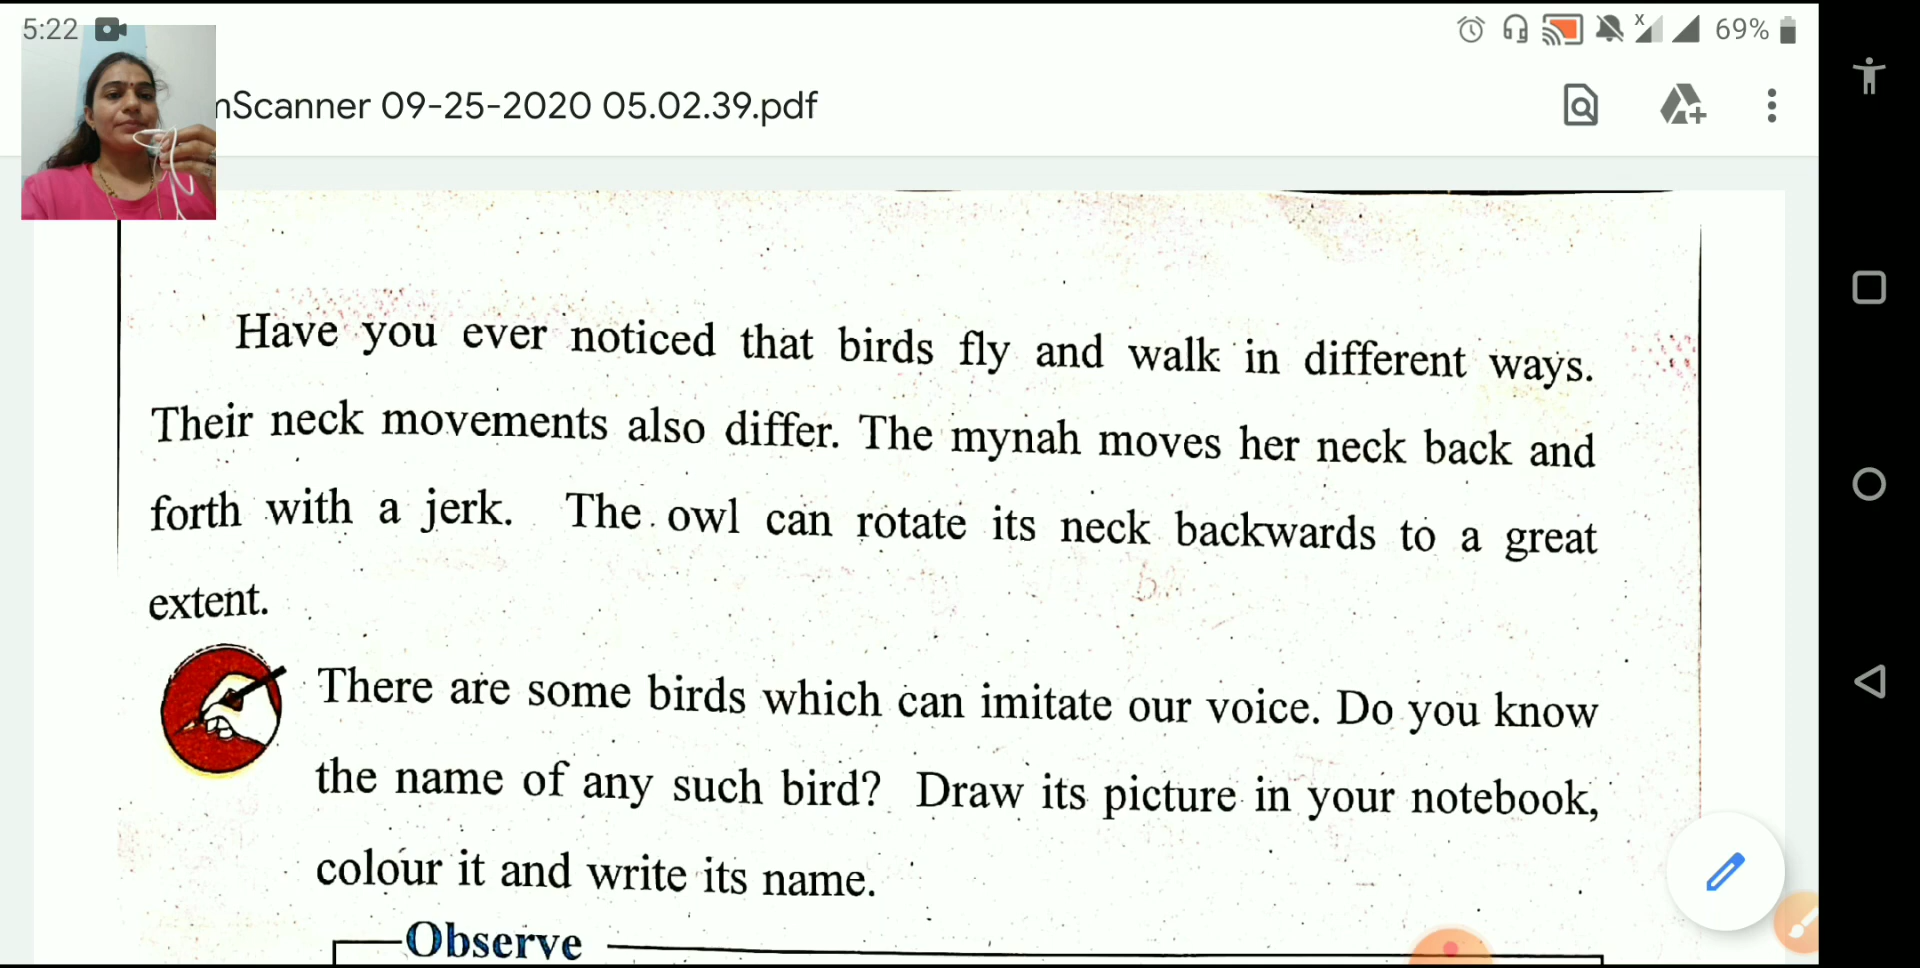 5:22
69%
nScanner 09-25-2020 05.02.39.pdf
Have you ever noticed that birds fly and walk in different ways.
Their neck movements also differ. The mynah moves her neck back and
forth with a jerk. The owl can rotate its neck backwards to a great
extent.
There are some birds which can imitate our voice. Do you know
the name of any such bird? Draw its picture in your notebook,
colour it and write its name.
Observe